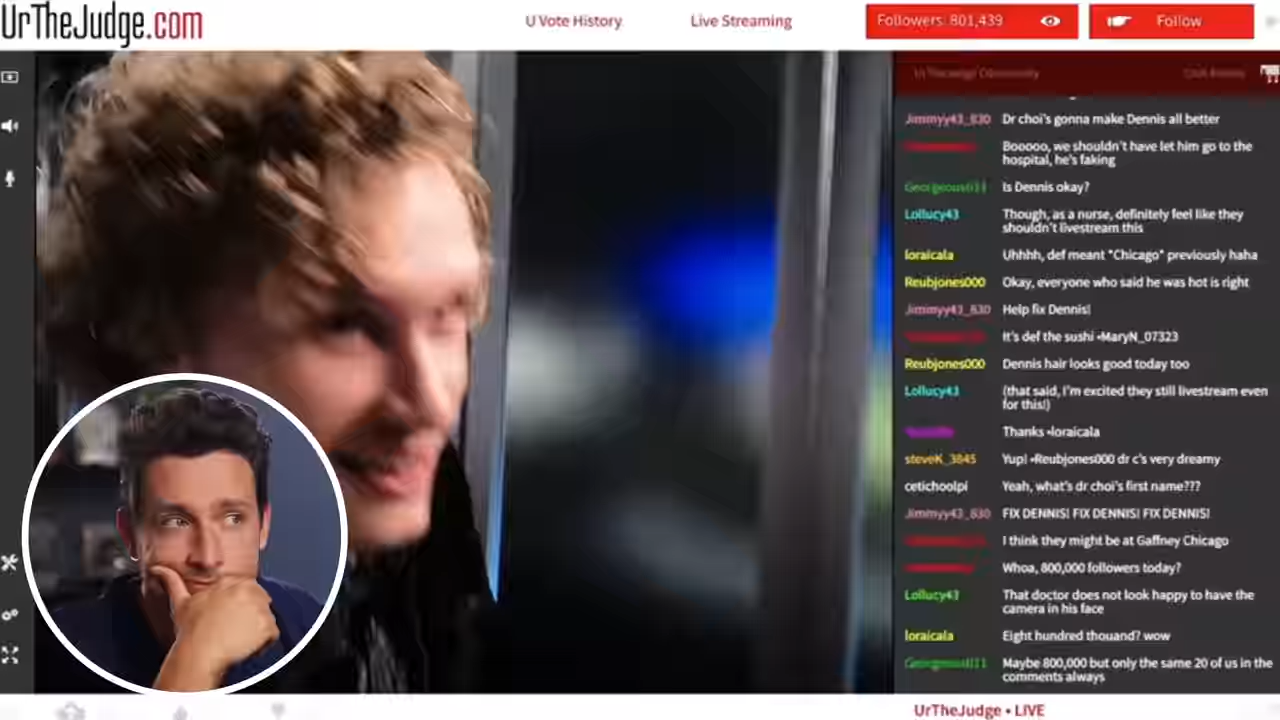 UrTheJudge.com
U Vote History
Live Streaming
Followers: 801,439
Follow
Jimmyy43_830 Dr choi's gonna make Dennis all better
Booooo, we shouldn't have let him go to the
hospital, he's faking
Is Dennis okay?
Lollucy43 Though, as a nurse, definitely feel like they
shouldn't livestream this
loraicala Uhhhh, def meant *Chicago* previously haha
Reubjones000 Okay, everyone who said he was hot is right
Jimmyy43_830 Help fix Dennis!
It's def the sushi •MaryN_07323
Reubjones000 Dennis hair looks good today too
Lollucy43 (that said, I'm excited they still livestream even
for this!)
Thanks •loraicala
steveK_3845 Yup! •Reubjones000 dr c's very dreamy
cetichoolpi Yeah, what's dr choi's first name???
Jimmyy43_830 FIX DENNIS! FIX DENNIS! FIX DENNIS!
I think they might be at Gaffney Chicago
Whoa, 800,000 followers today?
Lollucy43 That doctor does not look happy to have the
camera in his face
loraicala Eight hundred thouand? wow
Maybe 800,000 but only the same 20 of us in the
comments always
UrTheJudge • LIVE